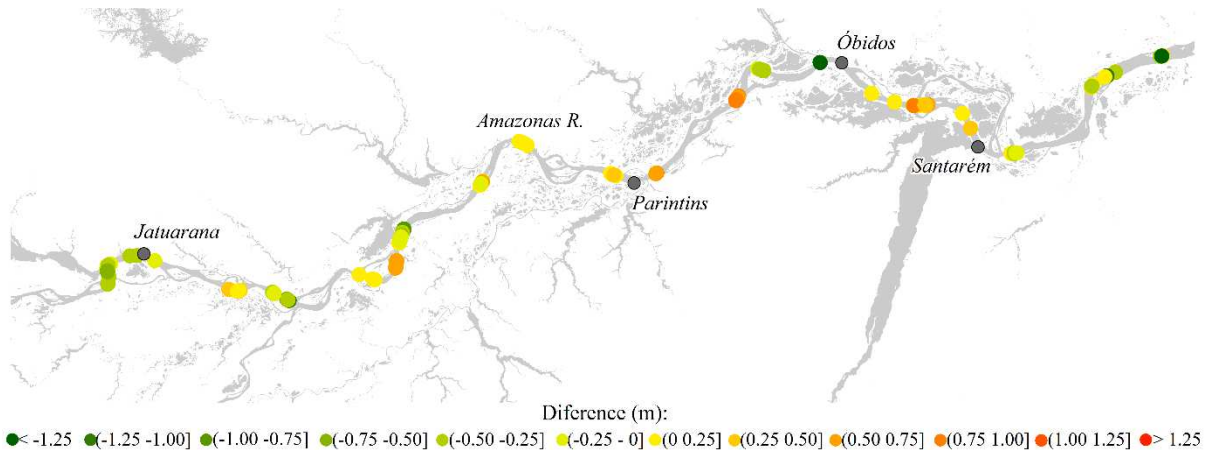 Óbidos
Amazonas R.
Santarém
Parintins
Jatuarana
Diference (m):
< -1.25 (-1.25 -1.00] (-1.00 -0.75] (-0.75 -0.50] (-0.50 -0.25] (-0.25 - 0] (0 0.25] (0.25 0.50] (0.50 0.75] (0.75 1.00] (1.00 1.25] > 1.25